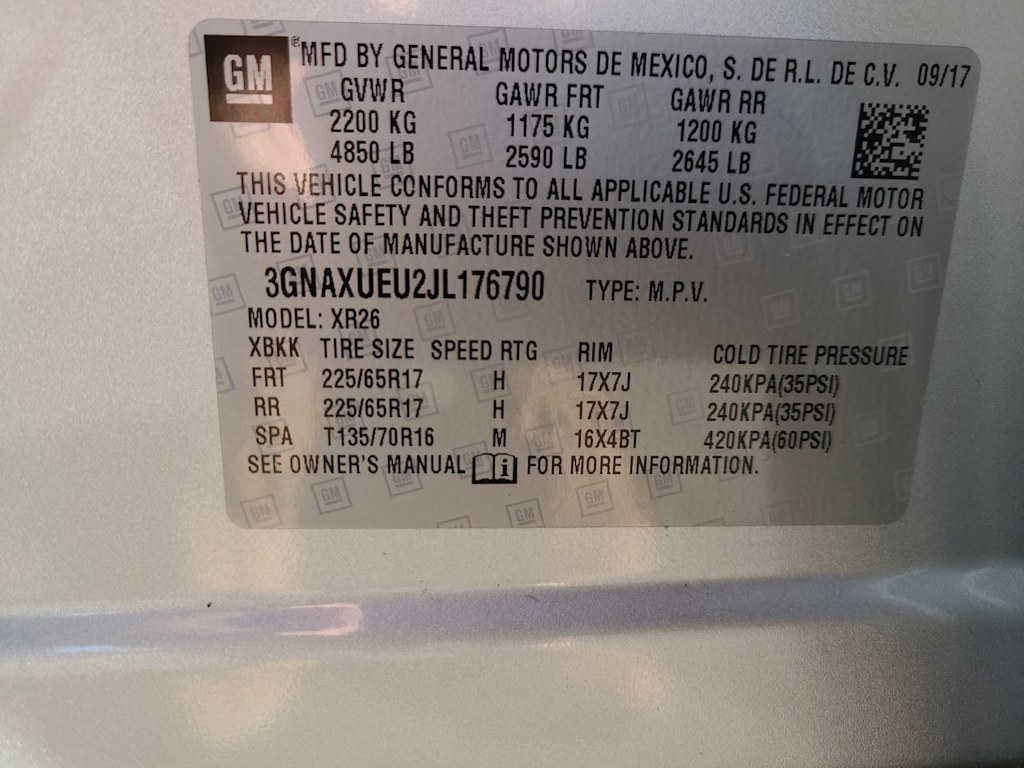 GM ® MFD BY GENERAL MOTORS DE MEXICO, S. DE R.L. DE C.V. 09/17
GVWR GAWR FRT GAWR RR
2200 KG 1175 KG 1200 KG
4850 LB 2590 LB 2645 LB
THIS VEHICLE CONFORMS TO ALL APPLICABLE U.S. FEDERAL MOTOR
VEHICLE SAFETY AND THEFT PREVENTION STANDARDS IN EFFECT ON
THE DATE OF MANUFACTURE SHOWN ABOVE.
3GNAXUEU2JL176790 TYPE: M.P.V.
MODEL: XR26
XBKK TIRE SIZE SPEED RTG RIM COLD TIRE PRESSURE
FRT 225/65R17 H 17X7J 240KPA(35PSI)
RR 225/65R17 H 17X7J 240KPA(35PSI)
SPA T135/70R16 M 16X4BT 420KPA(60PSI)
SEE OWNER'S MANUAL i FOR MORE INFORMATION.